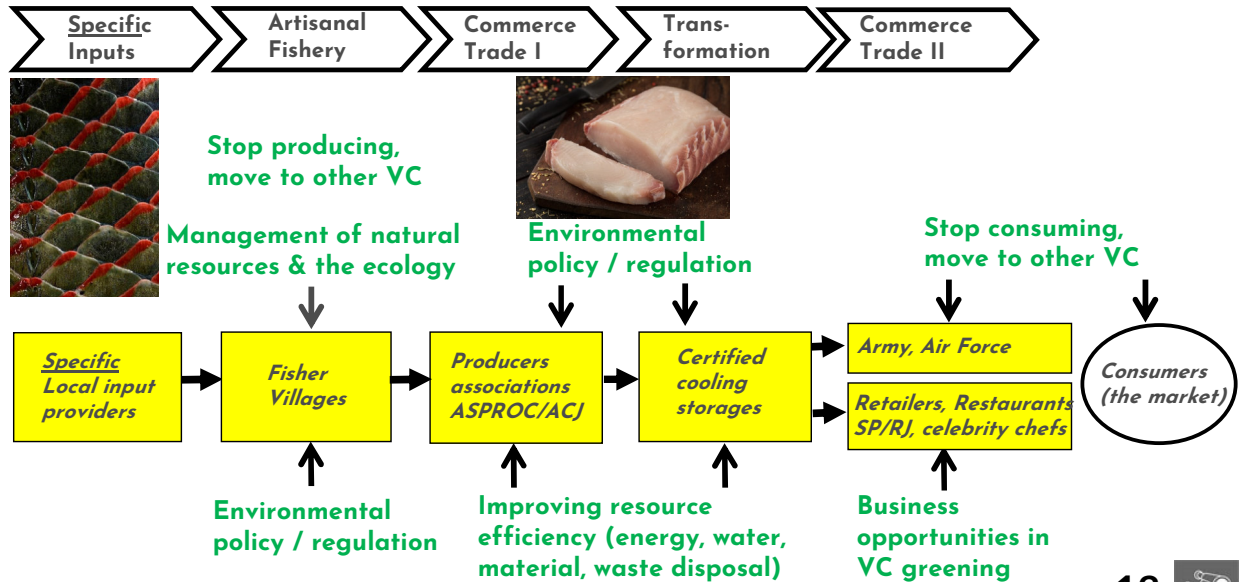 Specific
Inputs
Artisanal
Fishery
Commerce
Trade I
Trans-
formation
Commerce
Trade II
Stop producing,
move to other VC
Management of natural
resources & the ecology
Environmental
policy / regulation
Stop consuming,
move to other VC
Specific
Local input
providers
Fisher
Villages
Producers
associations
ASPROC/ACJ
Certified
cooling
storages
Army, Air Force
Retailers, Restaurants
SP/RJ, celebrity chefs
Consumers
(the market)
Environmental
policy / regulation
Improving resource
efficiency (energy, water,
material, waste disposal)
Business
opportunities in
VC greening